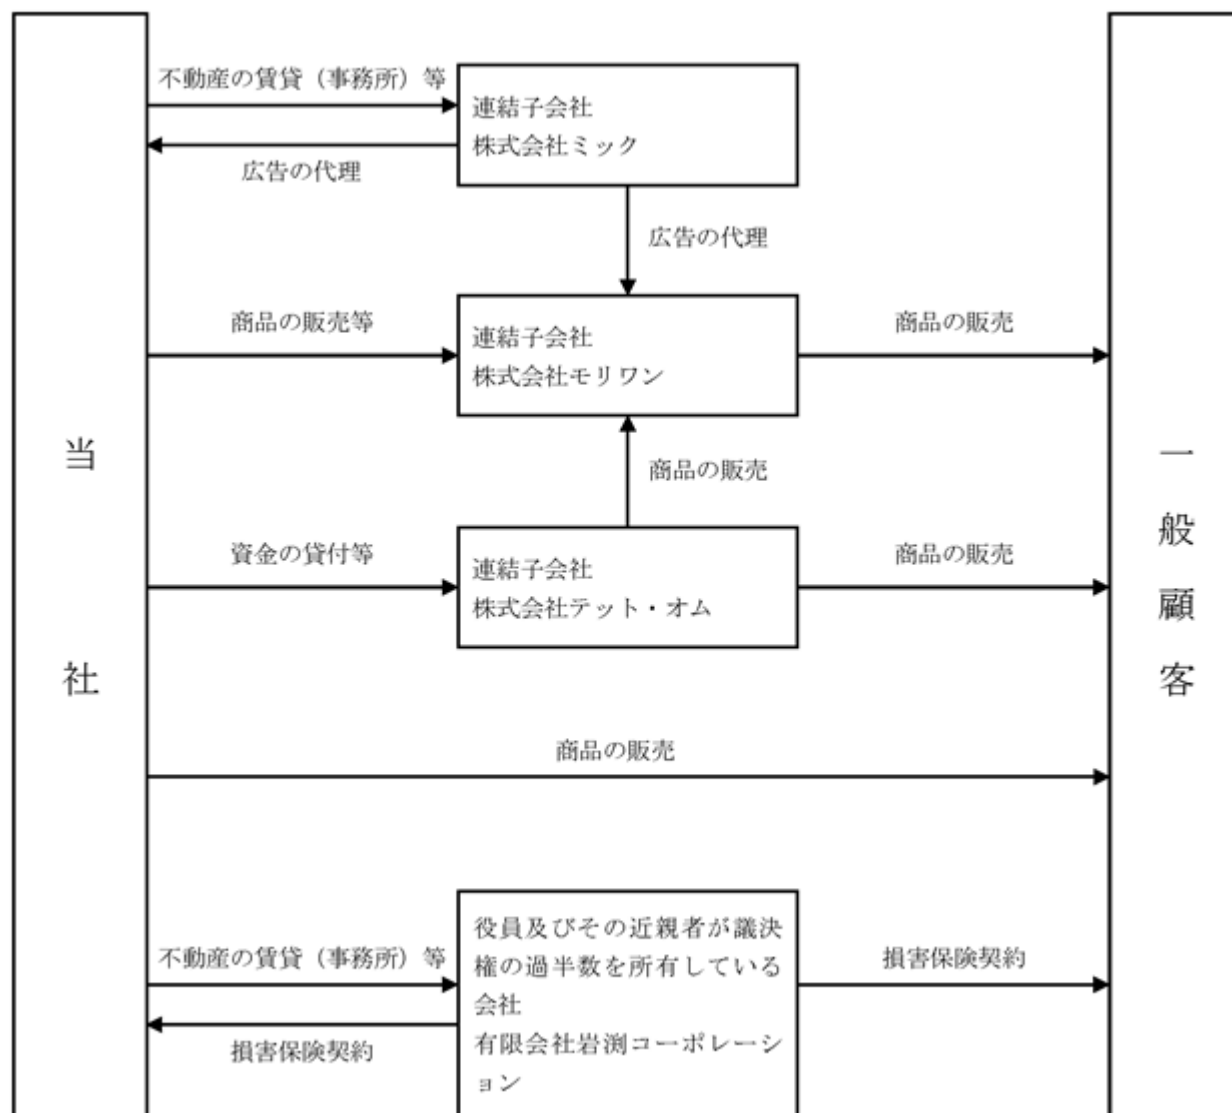 当社
不動産の賃貸（事務所）等
連結子会社
株式会社ミック
広告の代理
広告の代理
商品の販売等
連結子会社
株式会社モリワン
商品の販売
商品の販売
資金の貸付等
連結子会社
株式会社テット・オム
商品の販売
商品の販売
不動産の賃貸（事務所）等
役員及びその近親者が議決
権の過半数を所有している
会社
有限会社岩渕コーポレーシ
ョン
損害保険契約
損害保険契約
一般顧客